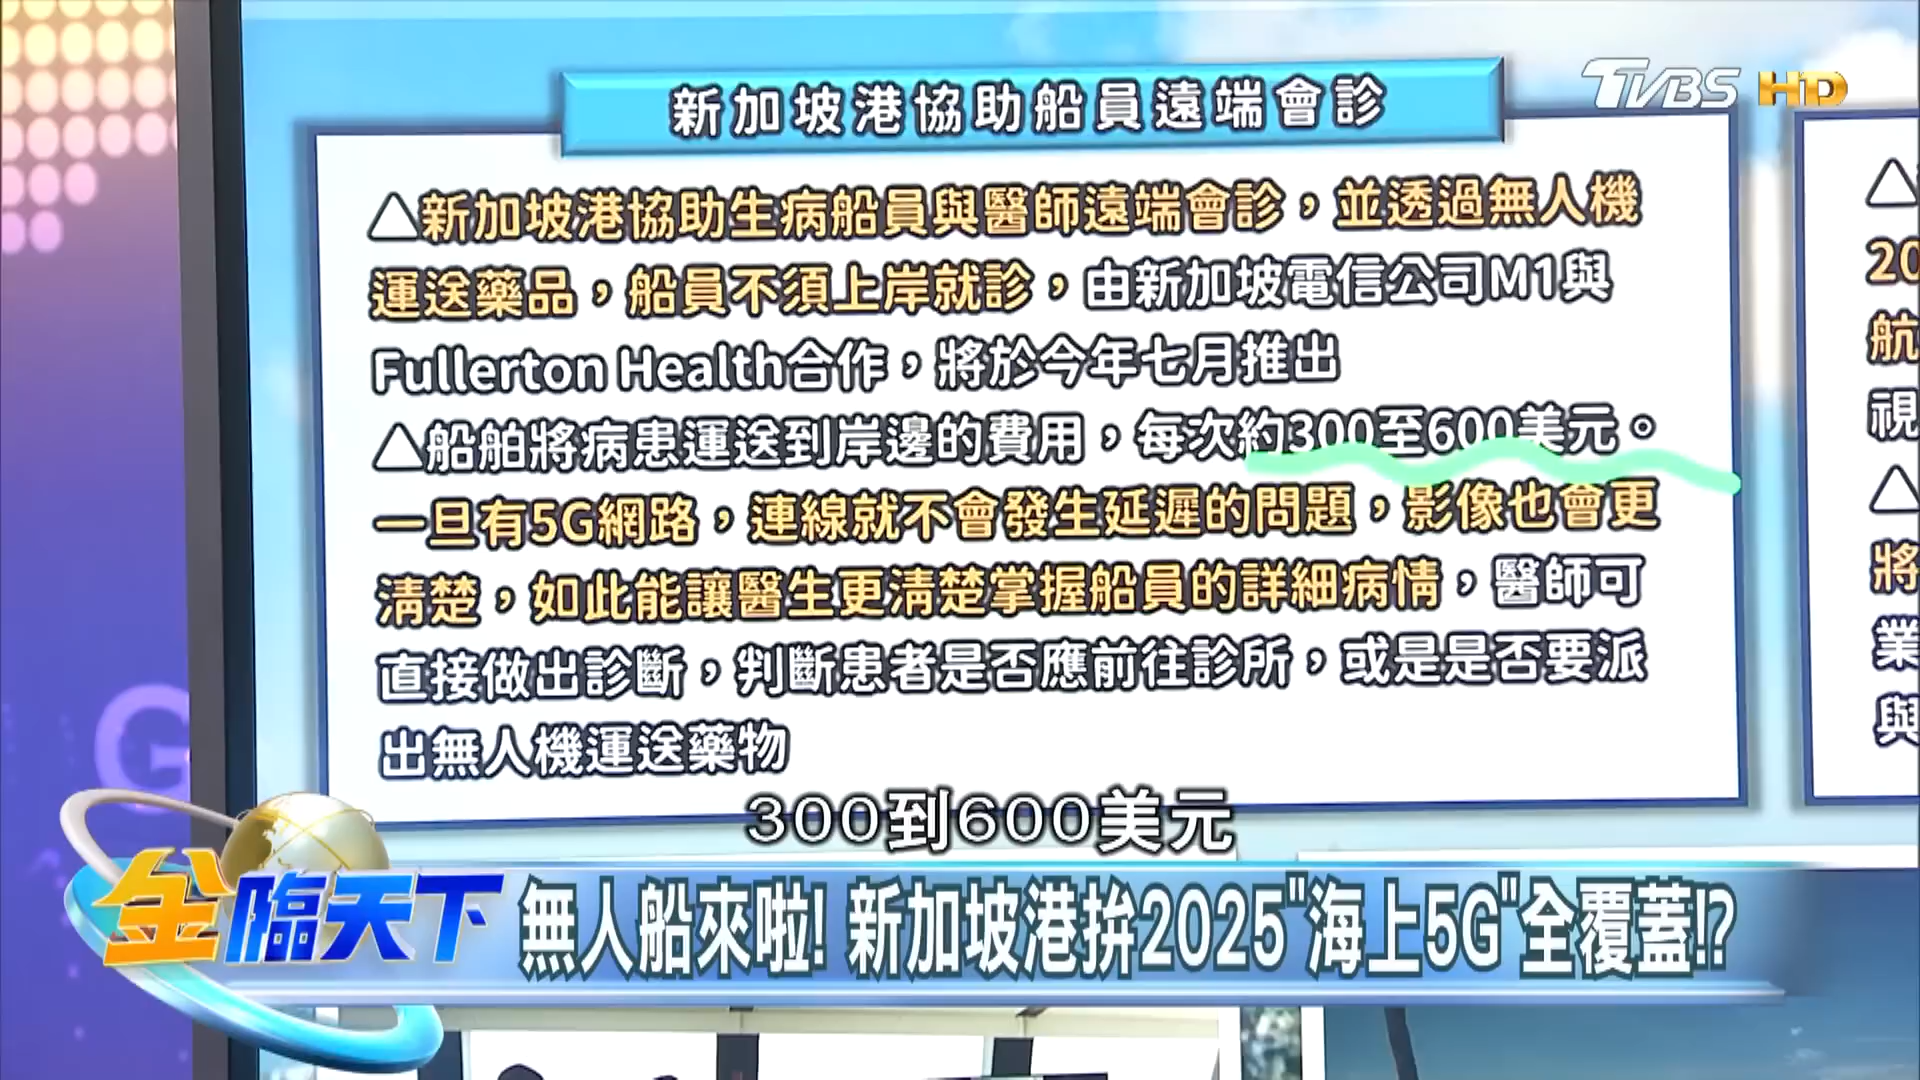 TVBS HD
新加坡港協助船員遠端會診
△新加坡港協助生病船員與醫師遠端會診，並透過無人機
運送藥品，船員不須上岸就診，由新加坡電信公司M1與
Fullerton Health合作，將於今年七月推出
△船舶將病患運送到岸邊的費用，每次約300至600美元。
一旦有5G網路，連線就不會發生延遲的問題，影像也會更
清楚，如此能讓醫生更清楚掌握船員的詳細病情，醫師可
直接做出診斷，判斷患者是否應前往診所，或是是否要派
出無人機運送藥物
△
20
航
視
△
將
業
與
G
300到600美元
金臨天下
無人船來啦! 新加坡港拚2025"海上5G"全覆蓋!?